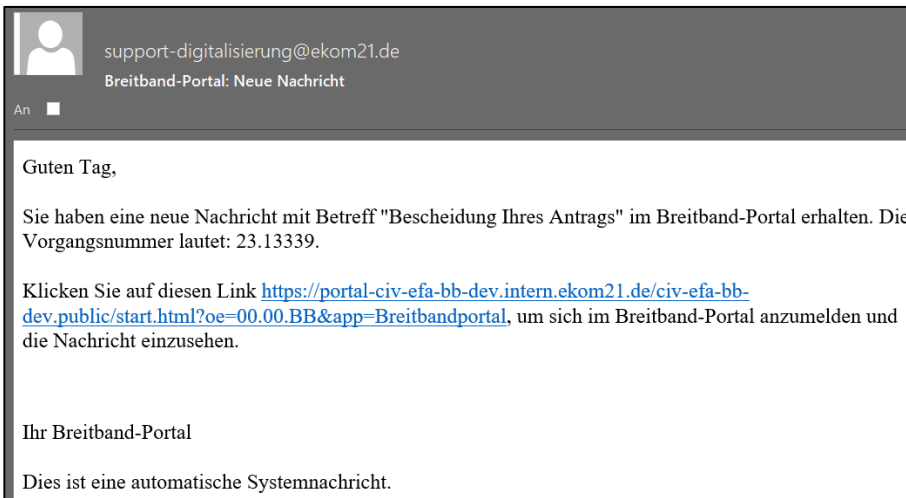 support-digitalisierung@ekom21.de
Breitband-Portal: Neue Nachricht
An
Guten Tag,
Sie haben eine neue Nachricht mit Betreff "Bescheidung Ihres Antrags" im Breitband-Portal erhalten. Die
Vorgangsnummer lautet: 23.13339.
Klicken Sie auf diesen Link https://portal-civ-efa-bb-dev.intern.ekom21.de/civ-efa-bb-
dev.public/start.html?oe=00.00.BB&app=Breitbandportal, um sich im Breitband-Portal anzumelden und
die Nachricht einzusehen.
Ihr Breitband-Portal
Dies ist eine automatische Systemnachricht.